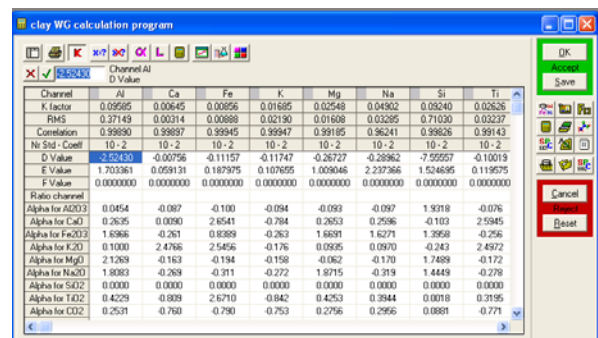 clay WG calculation program
OK
Accept
Save
-2.52430 Channel Al
D Value
Channel Al Ca Fe K Mg Na Si Ti
K factor 0.09585 0.00645 0.00856 0.01685 0.02548 0.04902 0.09240 0.02626
RMS 0.37149 0.00314 0.00888 0.02190 0.01608 0.03285 0.71030 0.03237
Correlation 0.99890 0.99897 0.99945 0.99947 0.99185 0.96241 0.99826 0.99143
Nr Std - Coeff 10 - 2 10 - 2 10 - 2 10 - 2 10 - 2 10 - 2 10 - 2 10 - 2
D Value -2.52430 -0.00756 -0.11157 -0.11747 -0.26727 -0.28962 -7.55557 -0.10019
E Value 1.703361 0.059131 0.187975 0.107655 1.009046 2.237366 1.524695 0.119575
F Value 0.0000000 0.0000000 0.0000000 0.0000000 0.0000000 0.0000000 0.0000000 0.0000000
Ratio channel
Alpha for Al2O3 0.0454 -0.087 -0.100 -0.094 -0.093 -0.097 1.9318 -0.076
Alpha for CaO 0.2635 0.0090 2.6541 -0.784 0.2653 0.2596 -0.103 2.5945
Alpha for Fe2O3 1.6966 -0.261 0.8389 -0.263 1.6691 1.6271 1.3958 -0.256
Alpha for K2O 0.1000 2.4766 2.5456 -0.176 0.0935 0.0970 -0.243 2.4972
Alpha for MgO 2.1269 -0.163 -0.194 -0.158 -0.062 -0.170 1.7489 -0.172
Alpha for Na2O 1.8083 -0.269 -0.311 -0.272 1.8715 -0.319 1.4449 -0.278
Alpha for SiO2 0.0000 0.0000 0.0000 0.0000 0.0000 0.0000 0.0000 0.0000
Alpha for TiO2 0.4229 -0.809 2.6710 -0.842 0.4253 0.3944 0.0018 0.3195
Alpha for CO2 0.2531 -0.760 -0.790 -0.753 0.2756 0.2956 0.0881 -0.771
Cancel
Reject
Reset